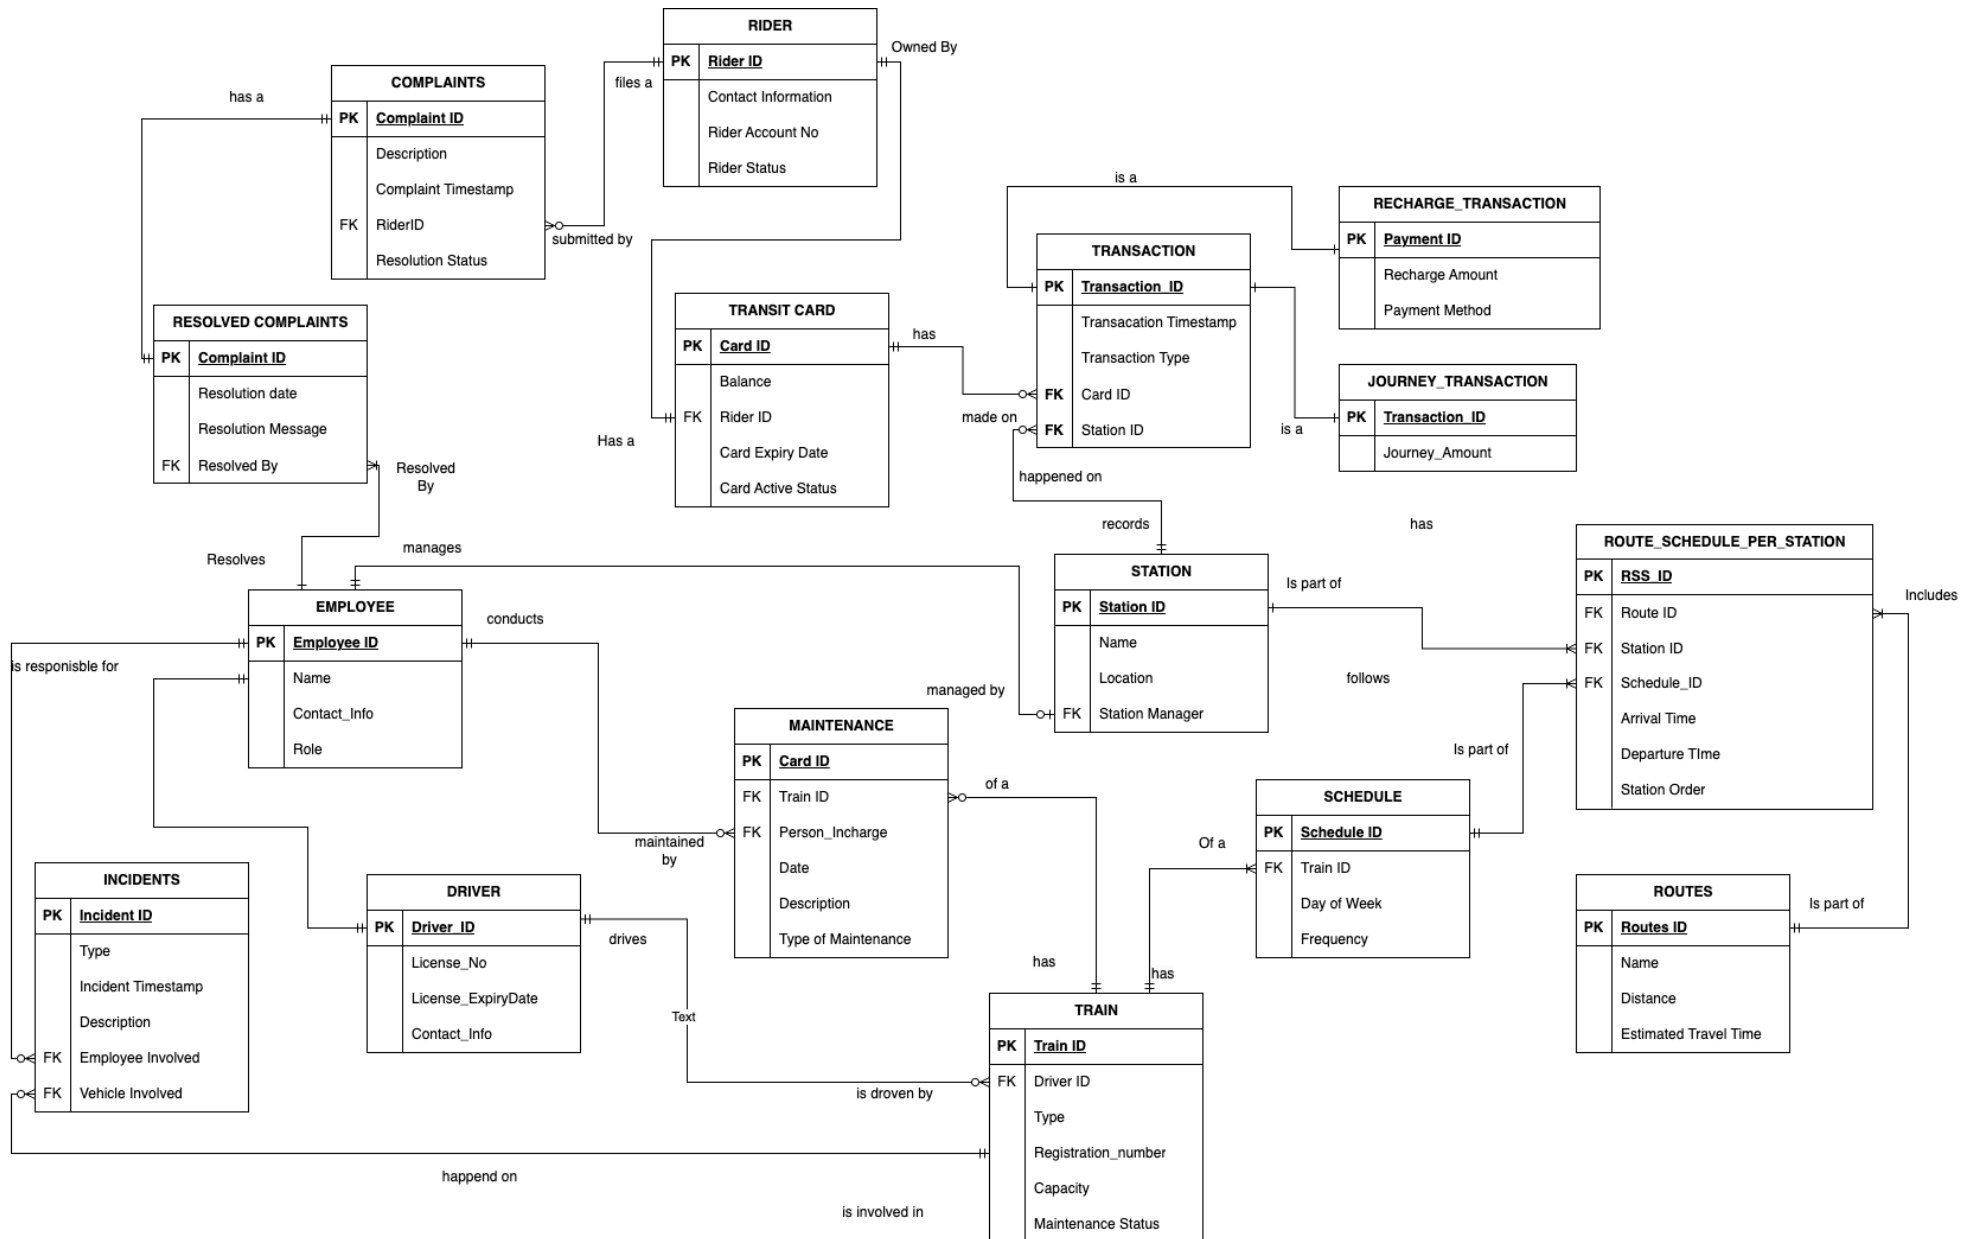 RIDER
PK Rider ID
Contact Information
Rider Account No
Rider Status
Owned By
files a
COMPLAINTS
PK Complaint ID
Description
Complaint Timestamp
FK RiderID
Resolution Status
has a
submitted by
RESOLVED COMPLAINTS
PK Complaint ID
Resolution date
Resolution Message
FK Resolved By
Resolved
By
Resolves
TRANSIT CARD
PK Card ID
Balance
FK Rider ID
Card Expiry Date
Card Active Status
Has a
has
made on
TRANSACTION
PK Transaction_ID
Transacation Timestamp
Transaction Type
FK Card ID
FK Station ID
is a
RECHARGE_TRANSACTION
PK Payment ID
Recharge Amount
Payment Method
JOURNEY_TRANSACTION
PK Transaction_ID
Journey_Amount
is a
happened on
records
manages
STATION
PK Station ID
Name
Location
FK Station Manager
managed by
Is part of
has
follows
ROUTE_SCHEDULE_PER_STATION
PK RSS_ID
FK Route ID
FK Station ID
FK Schedule_ID
Arrival Time
Departure TIme
Station Order
Includes
Is part of
EMPLOYEE
PK Employee ID
Name
Contact_Info
Role
conducts
is responisble for
MAINTENANCE
PK Card ID
FK Train ID
FK Person_Incharge
Date
Description
Type of Maintenance
maintained
by
of a
SCHEDULE
PK Schedule ID
FK Train ID
Day of Week
Frequency
Of a
ROUTES
PK Routes ID
Name
Distance
Estimated Travel Time
Is part of
INCIDENTS
PK Incident ID
Type
Incident Timestamp
Description
FK Employee Involved
FK Vehicle Involved
DRIVER
PK Driver_ID
License_No
License_ExpiryDate
Contact_Info
drives
Text
has
has
TRAIN
PK Train ID
FK Driver ID
Type
Registration_number
Capacity
Maintenance Status
is droven by
happend on
is involved in